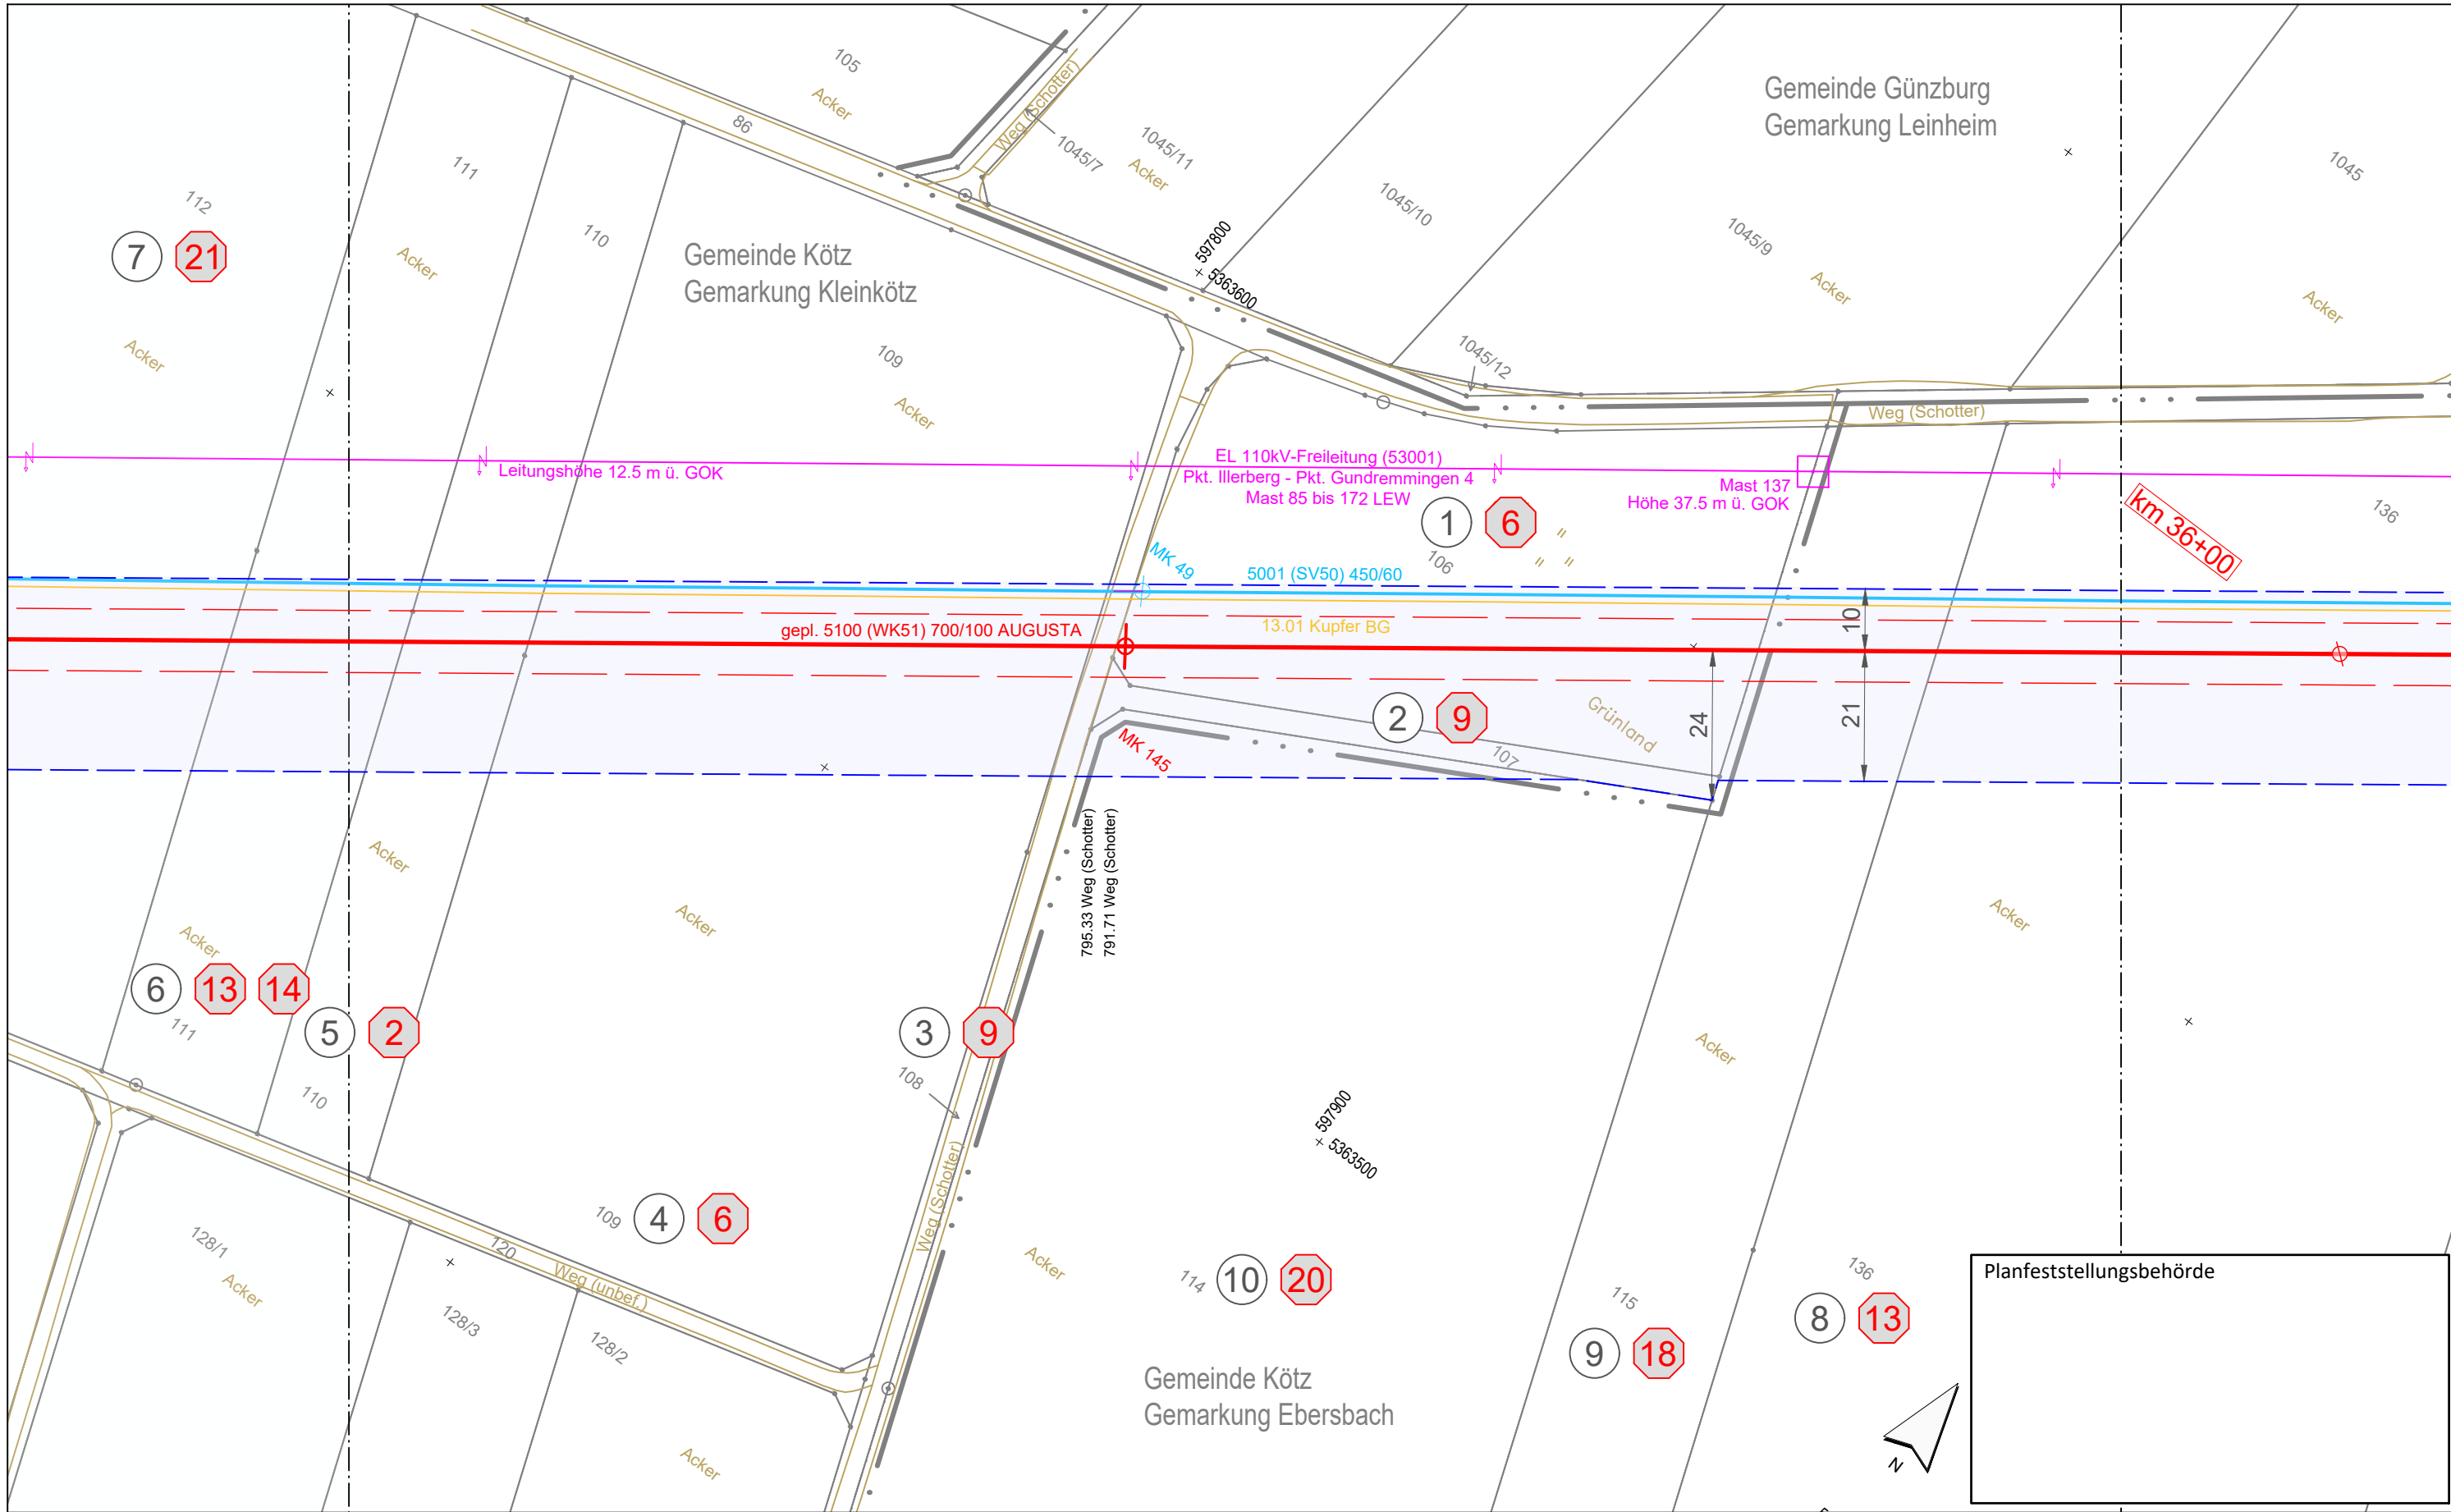 105
Acker
86
Weg (Schotter)
1045/7
1045/11
Acker
Gemeinde Günzburg
Gemarkung Leinheim
1045
1045/10
1045/9
Acker
Acker
111
112
7
21
Acker
110
Gemeinde Kötz
Gemarkung Kleinkötz
597800
5363600
Acker
109
Acker
1045/12
Weg (Schotter)
Leitungshöhe 12.5 m ü. GOK
EL 110kV-Freileitung (53001)
Pkt. Illerberg - Pkt. Gundremmingen 4
Mast 85 bis 172 LEW
Mast 137
Höhe 37.5 m ü. GOK
km 36+00
136
1
6
106
MK 49
5001 (SV50) 450/60
gepl. 5100 (WK51) 700/100 AUGUSTA
13.01 Kupfer BG
10
2
9
Grünland
24
21
107
MK 145
795.33 Weg (Schotter)
791.71 Weg (Schotter)
Acker
Acker
Acker
Acker
Acker
6
13
14
111
5
2
110
3
9
108
597900
5363500
Weg (Schotter)
109
4
6
128/1
Acker
120
Weg (unbef.)
128/3
128/2
Acker
114
10
20
115
9
18
136
8
13
Gemeinde Kötz
Gemarkung Ebersbach
Acker
N
Planfeststellungsbehörde